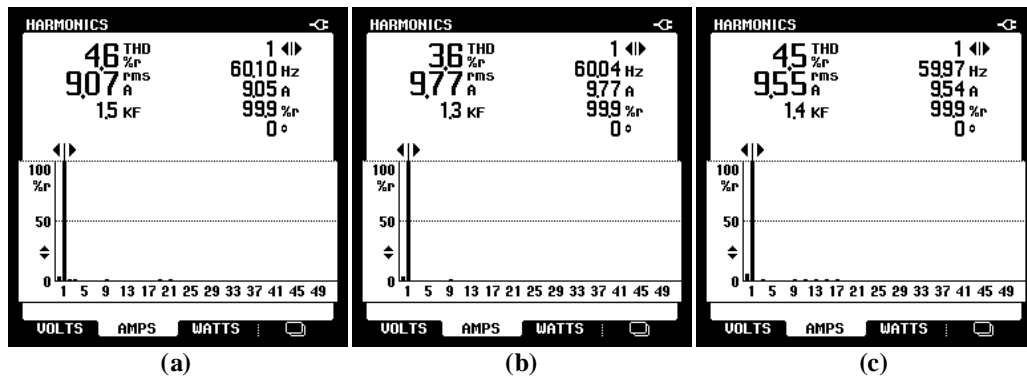 HARMONICS
4.6 THD %r
9.07 rms A
1.5 KF
1
60.10 Hz
9.05 A
99.9 %r
0 °
100
%r
50
0
1 5 9 13 17 21 25 29 33 37 41 45 49
VOLTS AMPS WATTS
(a)
HARMONICS
3.6 THD %r
9.77 rms A
1.3 KF
1
60.04 Hz
9.77 A
99.9 %r
0 °
100
%r
50
0
1 5 9 13 17 21 25 29 33 37 41 45 49
VOLTS AMPS WATTS
(b)
HARMONICS
4.5 THD %r
9.55 rms A
1.4 KF
1
59.97 Hz
9.54 A
99.9 %r
0 °
100
%r
50
0
1 5 9 13 17 21 25 29 33 37 41 45 49
VOLTS AMPS WATTS
(c)